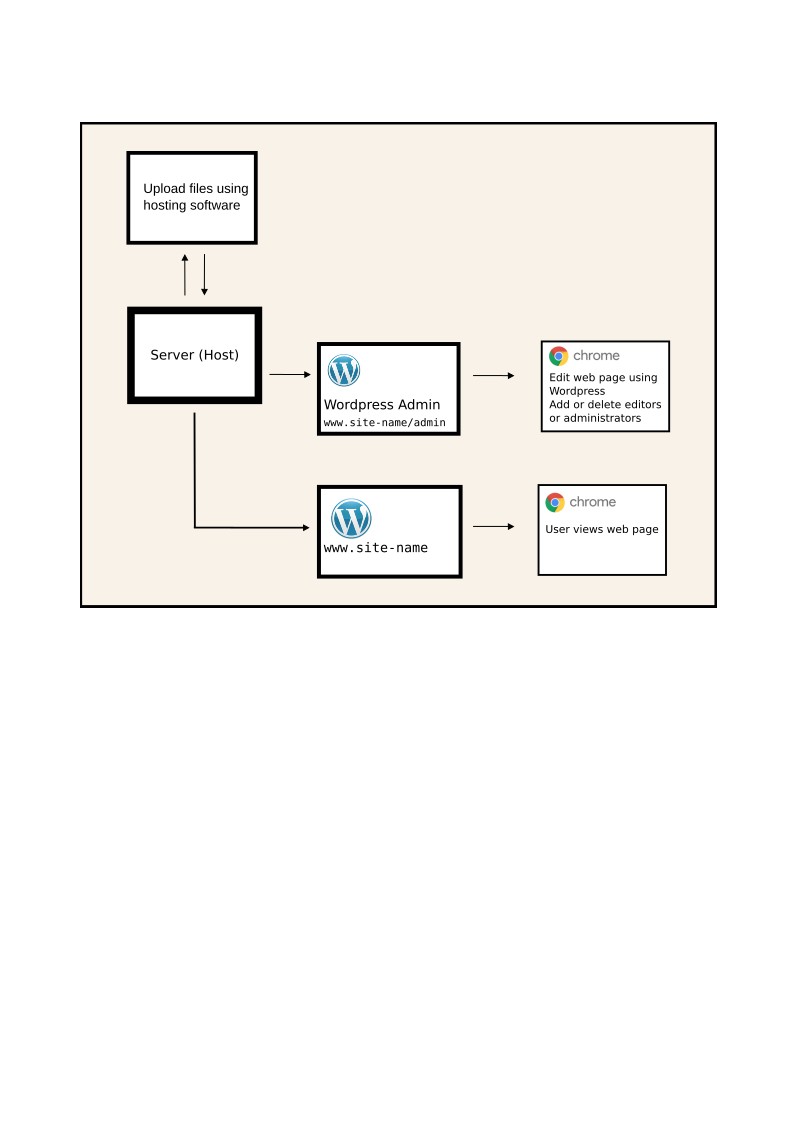 Upload files using
hosting software
Server (Host)
Wordpress Admin
www.site-name/admin
chrome
Edit web page using
Wordpress
Add or delete editors
or administrators
www.site-name
chrome
User views web page